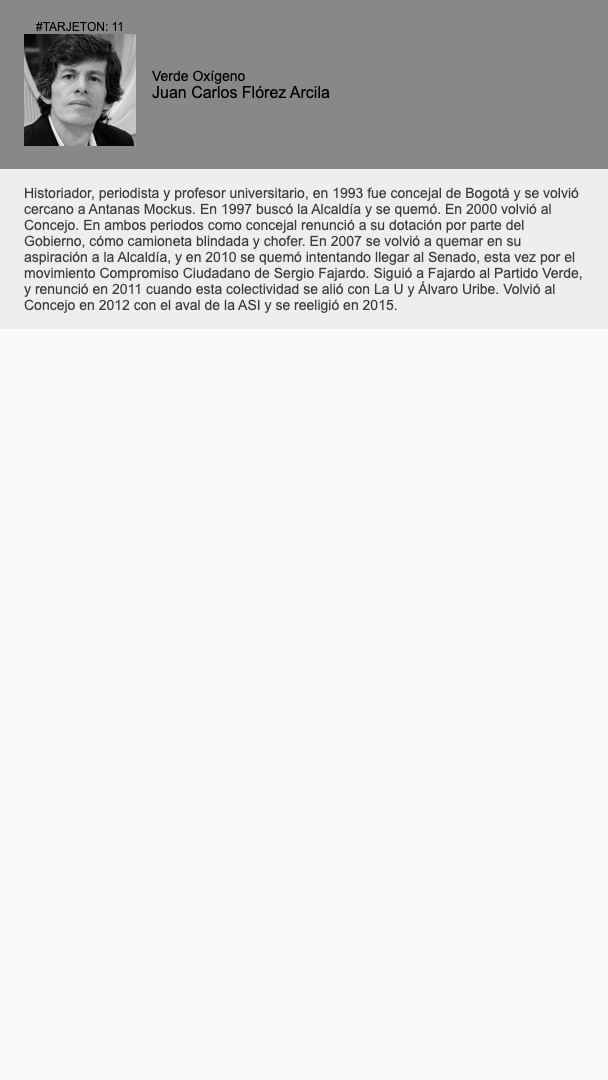 #TARJETON: 11
Verde Oxígeno
Juan Carlos Flórez Arcila
Historiador, periodista y profesor universitario, en 1993 fue concejal de Bogotá y se volvió
cercano a Antanas Mockus. En 1997 buscó la Alcaldía y se quemó. En 2000 volvió al
Concejo. En ambos periodos como concejal renunció a su dotación por parte del
Gobierno, cómo camioneta blindada y chofer. En 2007 se volvió a quemar en su
aspiración a la Alcaldía, y en 2010 se quemó intentando llegar al Senado, esta vez por el
movimiento Compromiso Ciudadano de Sergio Fajardo. Siguió a Fajardo al Partido Verde,
y renunció en 2011 cuando esta colectividad se alió con La U y Álvaro Uribe. Volvió al
Concejo en 2012 con el aval de la ASI y se reeligió en 2015.